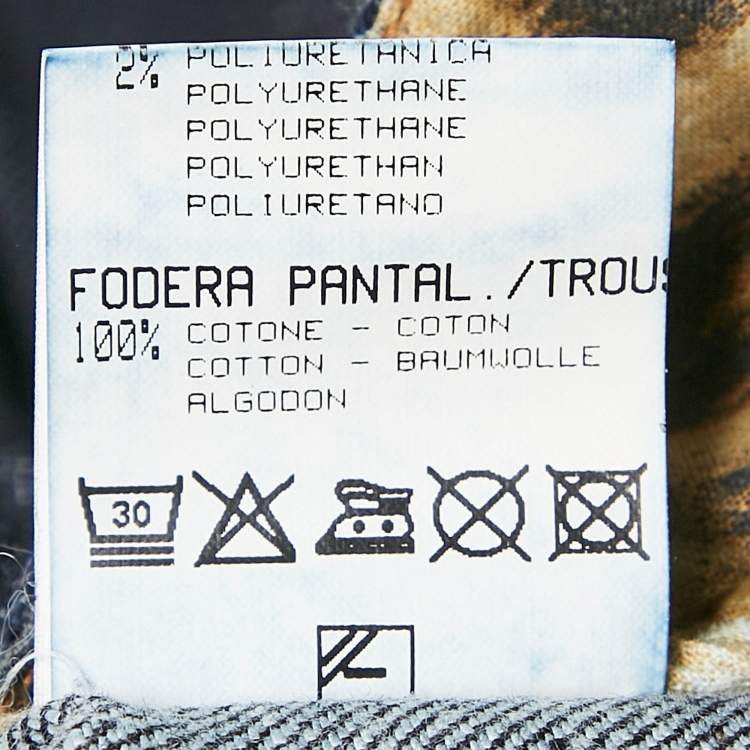 2% POLIURETANICA
POLYURETHANE
POLYURETHANE
POLYURETHAN
POLIURETANO
FODERA PANTAL./TROUS
100% COTONE - COTON
COTTON - BAUMWOLLE
ALGODON
30